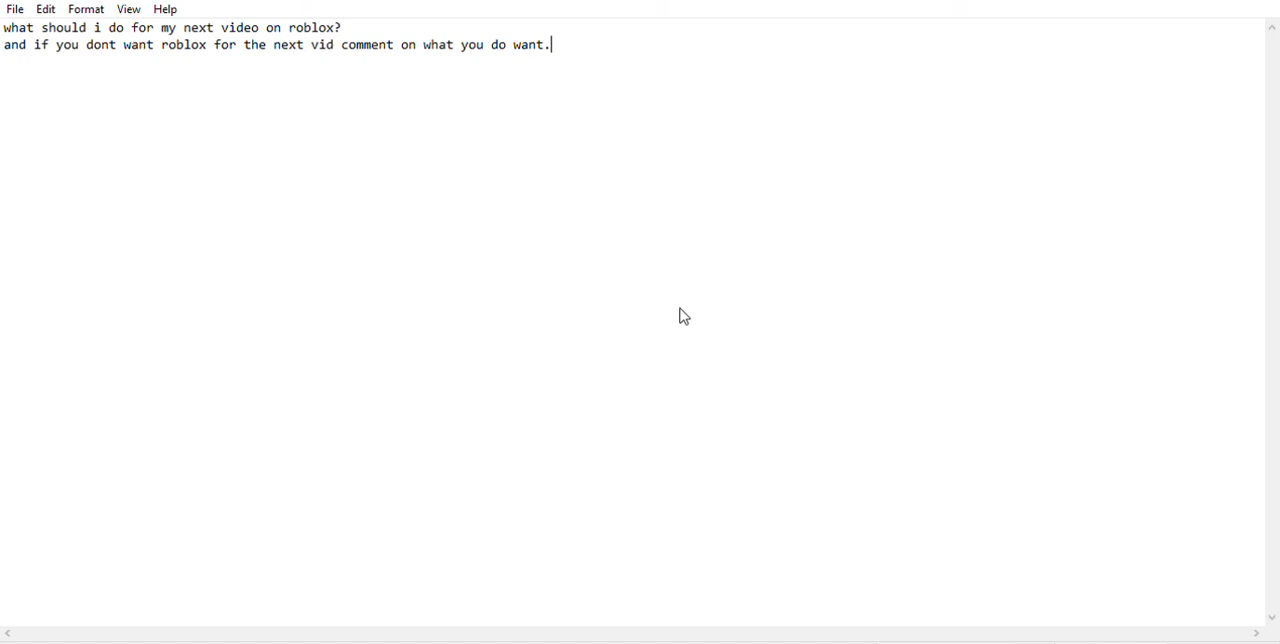 File Edit Format View Help
what should i do for my next video on roblox?
and if you dont want roblox for the next vid comment on what you do want.